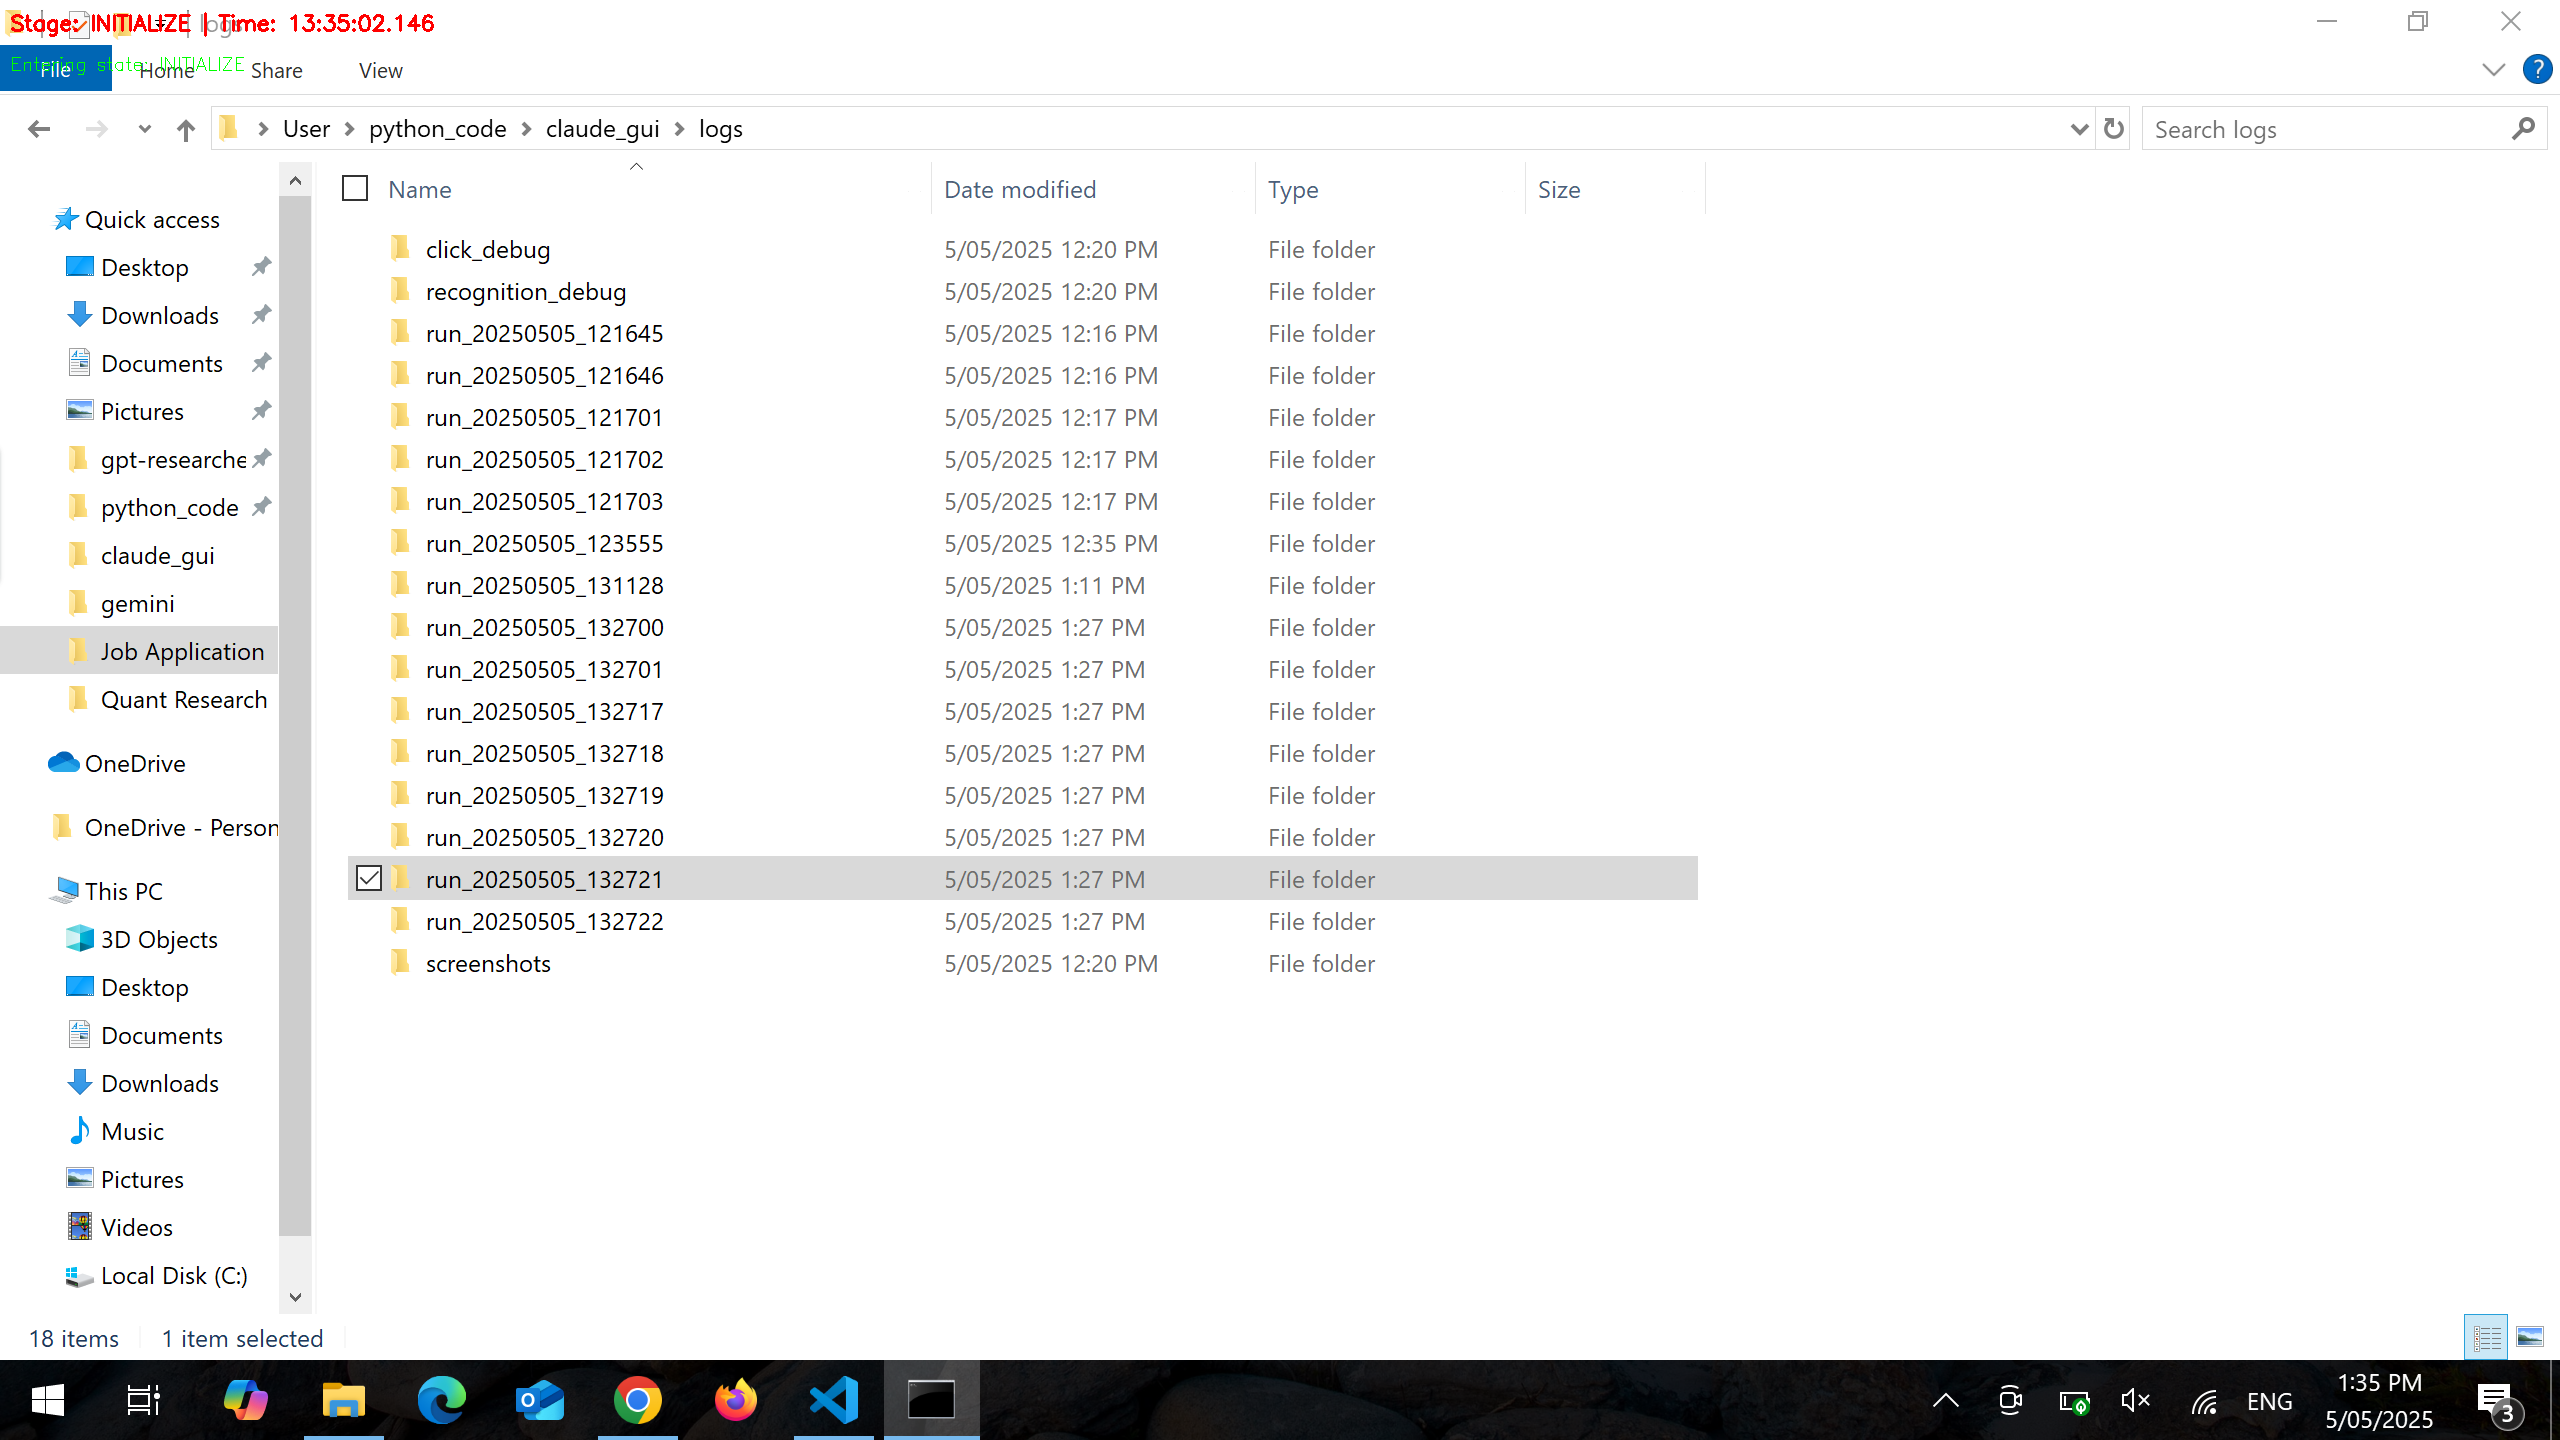 Stage: INITIALIZE | Time: 13:35:02.146
logs
Entering state: INITIALIZE
File Home Share View
User python_code claude_gui logs
Search logs
Name Date modified Type Size
Quick access
Desktop
Downloads
Documents
Pictures
gpt-researche
python_code
claude_gui
gemini
Job Application
Quant Research
OneDrive
OneDrive - Person
This PC
3D Objects
Desktop
Documents
Downloads
Music
Pictures
Videos
Local Disk (C:)
click_debug 5/05/2025 12:20 PM File folder
recognition_debug 5/05/2025 12:20 PM File folder
run_20250505_121645 5/05/2025 12:16 PM File folder
run_20250505_121646 5/05/2025 12:16 PM File folder
run_20250505_121701 5/05/2025 12:17 PM File folder
run_20250505_121702 5/05/2025 12:17 PM File folder
run_20250505_121703 5/05/2025 12:17 PM File folder
run_20250505_123555 5/05/2025 12:35 PM File folder
run_20250505_131128 5/05/2025 1:11 PM File folder
run_20250505_132700 5/05/2025 1:27 PM File folder
run_20250505_132701 5/05/2025 1:27 PM File folder
run_20250505_132717 5/05/2025 1:27 PM File folder
run_20250505_132718 5/05/2025 1:27 PM File folder
run_20250505_132719 5/05/2025 1:27 PM File folder
run_20250505_132720 5/05/2025 1:27 PM File folder
run_20250505_132721 5/05/2025 1:27 PM File folder
run_20250505_132722 5/05/2025 1:27 PM File folder
screenshots 5/05/2025 12:20 PM File folder
18 items 1 item selected
ENG
1:35 PM
5/05/2025
3